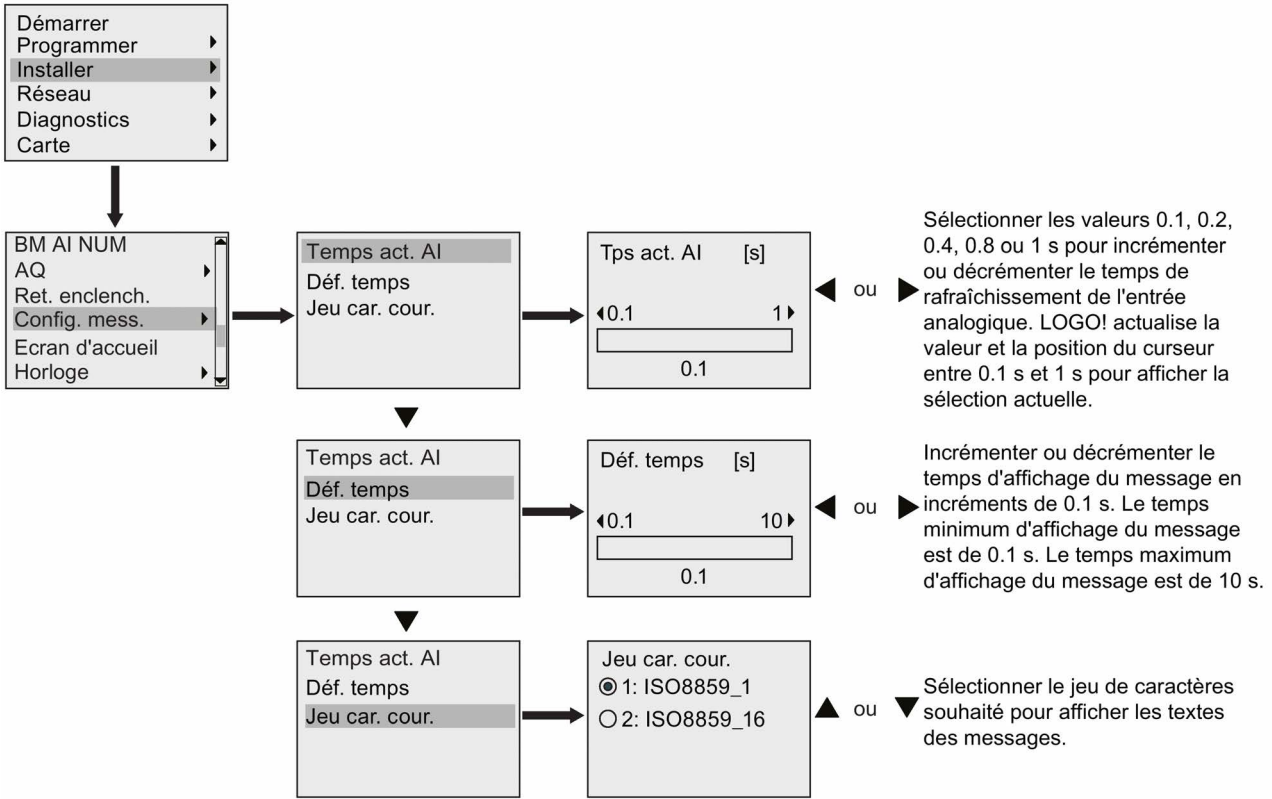 Démarrer
Programmer
Installer
Réseau
Diagnostics
Carte
BM AI NUM
AQ
Ret. enclench.
Config. mess.
Ecran d'accueil
Horloge
Temps act. AI
Déf. temps
Jeu car. cour.
Tps act. AI [s]
0.1 1
0.1
ou
Sélectionner les valeurs 0.1, 0.2,
0.4, 0.8 ou 1 s pour incrémenter
ou décrémenter le temps de
rafraîchissement de l'entrée
analogique. LOGO! actualise la
valeur et la position du curseur
entre 0.1 s et 1 s pour afficher la
sélection actuelle.
Temps act. AI
Déf. temps
Jeu car. cour.
Déf. temps [s]
0.1 10
0.1
ou
Incrémenter ou décrémenter le
temps d'affichage du message en
incréments de 0.1 s. Le temps
minimum d'affichage du message
est de 0.1 s. Le temps maximum
d'affichage du message est de 10 s.
Temps act. AI
Déf. temps
Jeu car. cour.
Jeu car. cour.
1: ISO8859_1
2: ISO8859_16
ou
Sélectionner le jeu de caractères
souhaité pour afficher les textes
des messages.